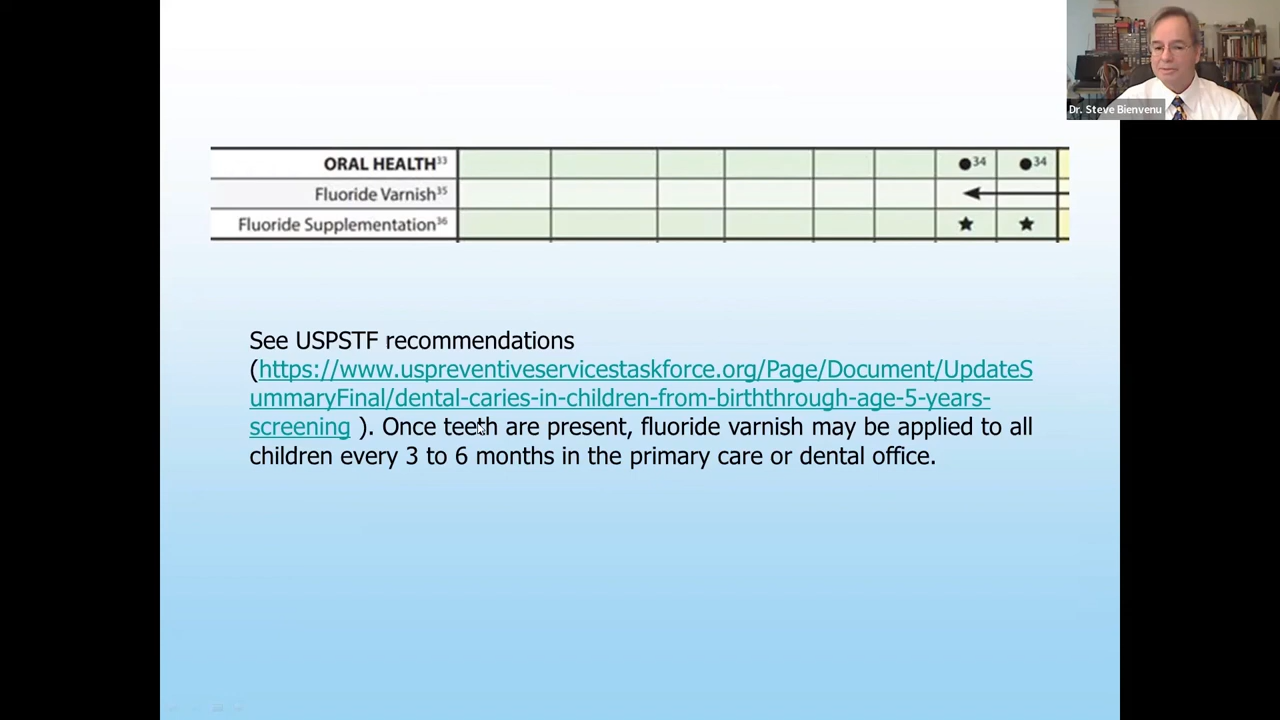 Dr. Steve Bienvenu
ORAL HEALTH33 ●34 ●34
Fluoride Varnish35
Fluoride Supplementation36 ★ ★
See USPSTF recommendations
(https://www.uspreventiveservicestaskforce.org/Page/Document/UpdateS
ummaryFinal/dental-caries-in-children-from-birththrough-age-5-years-
screening ). Once teeth are present, fluoride varnish may be applied to all
children every 3 to 6 months in the primary care or dental office.